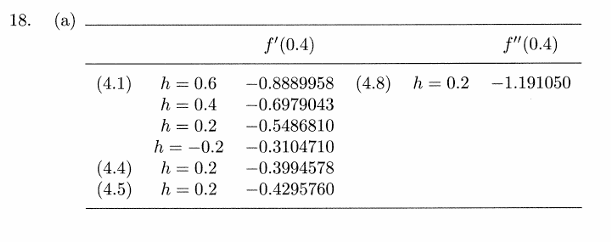 18. (a)
f′(0.4) f″(0.4)
(4.1) h = 0.6 −0.8889958 (4.8) h = 0.2 −1.191050
h = 0.4 −0.6979043
h = 0.2 −0.5486810
h = −0.2 −0.3104710
(4.4) h = 0.2 −0.3994578
(4.5) h = 0.2 −0.4295760